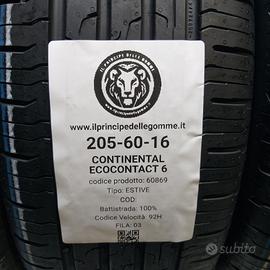 IL PRINCIPE DELLE GOMME
www.ilprincipedellegomme.it
205-60-16
CONTINENTAL
ECOCONTACT 6
codice prodotto: 60869
Tipo: ESTIVE
COD:
Battistrada: 100%
Codice Velocità: 92H
FILA: 03
subito